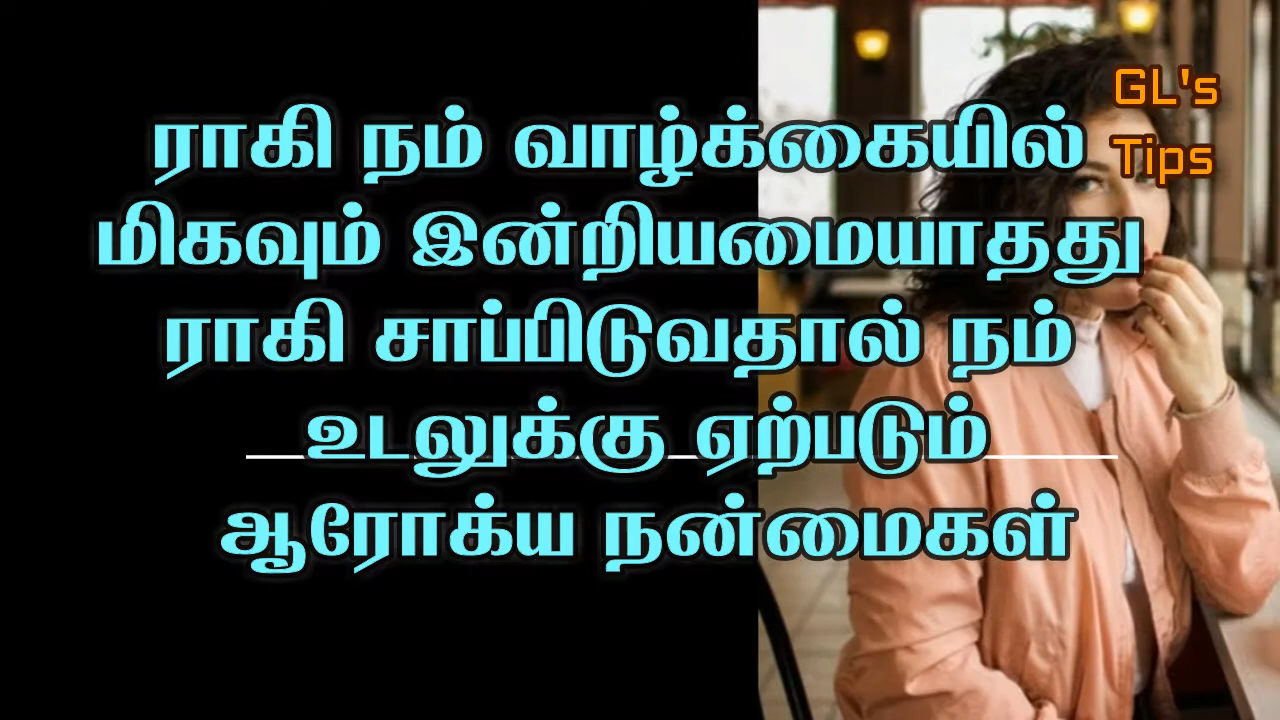 ராகி நம் வாழ்க்கையில்
மிகவும் இன்றியமையாதது
ராகி சாப்பிடுவதால் நம்
உடலுக்கு ஏற்படும்
ஆரோக்ய நன்மைகள்
GL's
Tips